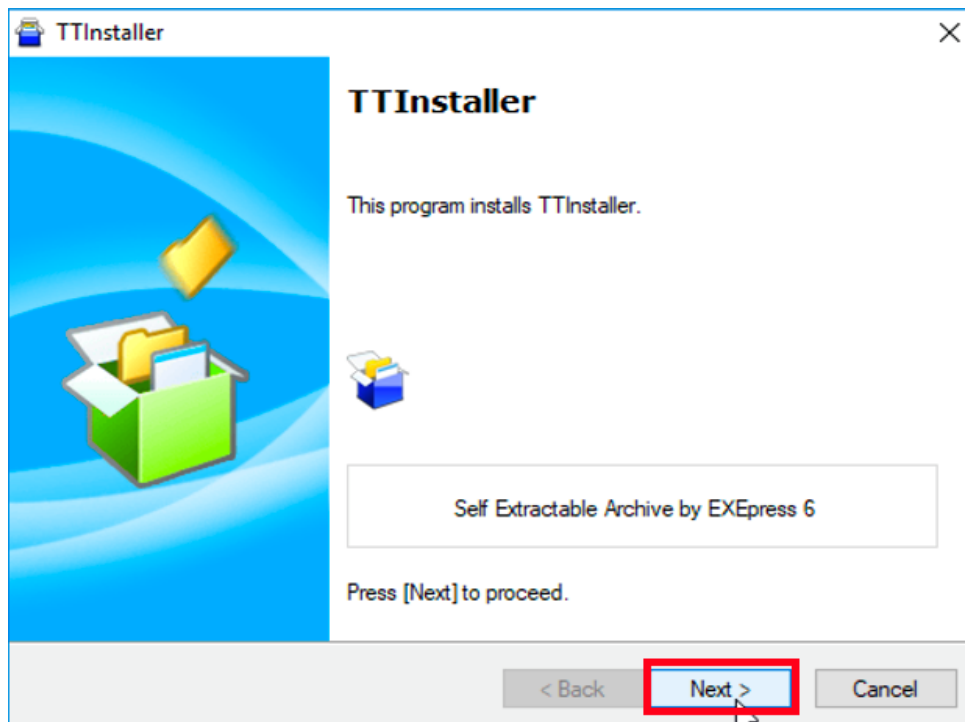 TTInstaller
TTInstaller
This program installs TTInstaller.
Self Extractable Archive by EXEpress 6
Press [Next] to proceed.
< Back Next > Cancel